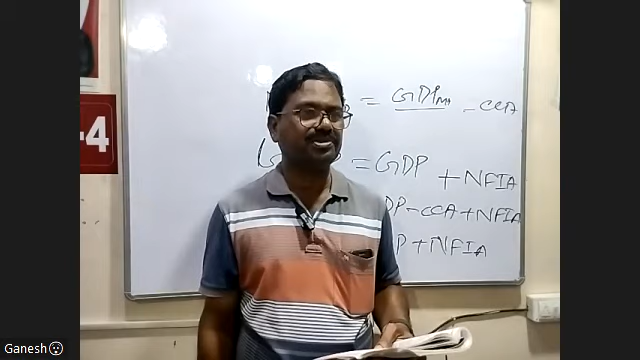 = GDPMP - CCA
-4
= GDP + NFIA
DP-CCA+NFIA
P + NFIA
Ganesh😯